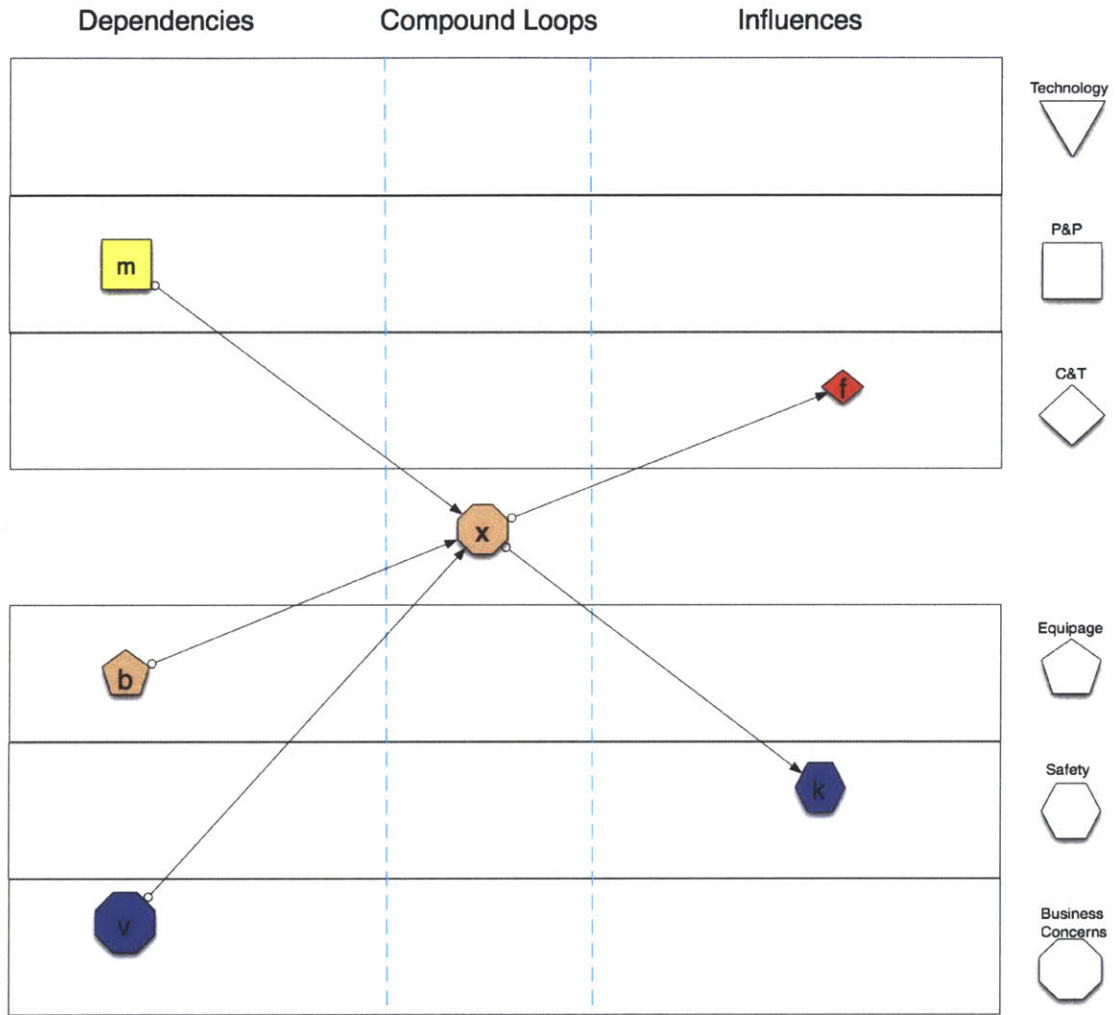 Dependencies Compound Loops Influences
Technology
P&P
m
C&T
f
x
Equipage
b
Safety
k
Business
Concerns
v